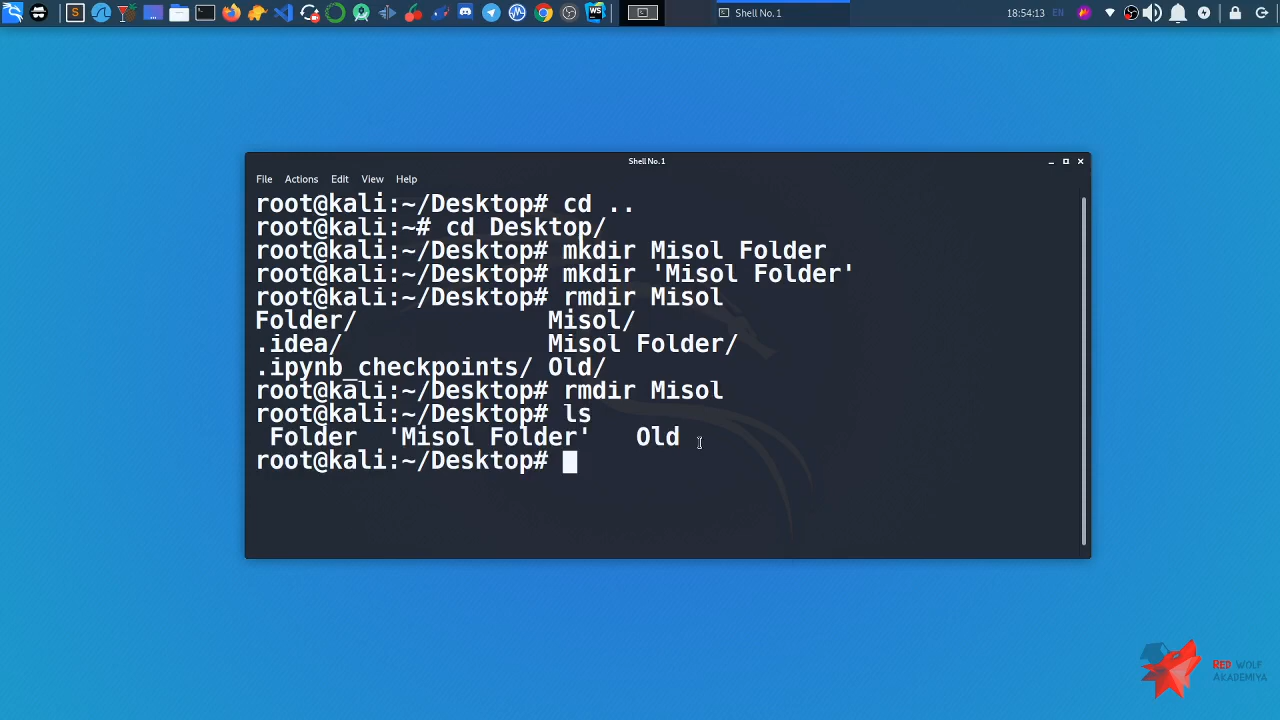 Shell No. 1
18:54:13
EN
Shell No. 1
File Actions Edit View Help
root@kali:~/Desktop# cd ..
root@kali:~# cd Desktop/
root@kali:~/Desktop# mkdir Misol Folder
root@kali:~/Desktop# mkdir 'Misol Folder'
root@kali:~/Desktop# rmdir Misol
Folder/ Misol/
.idea/ Misol Folder/
.ipynb_checkpoints/ Old/
root@kali:~/Desktop# rmdir Misol
root@kali:~/Desktop# ls
Folder 'Misol Folder' Old
root@kali:~/Desktop#
RED WOLF
AKADEMIYA